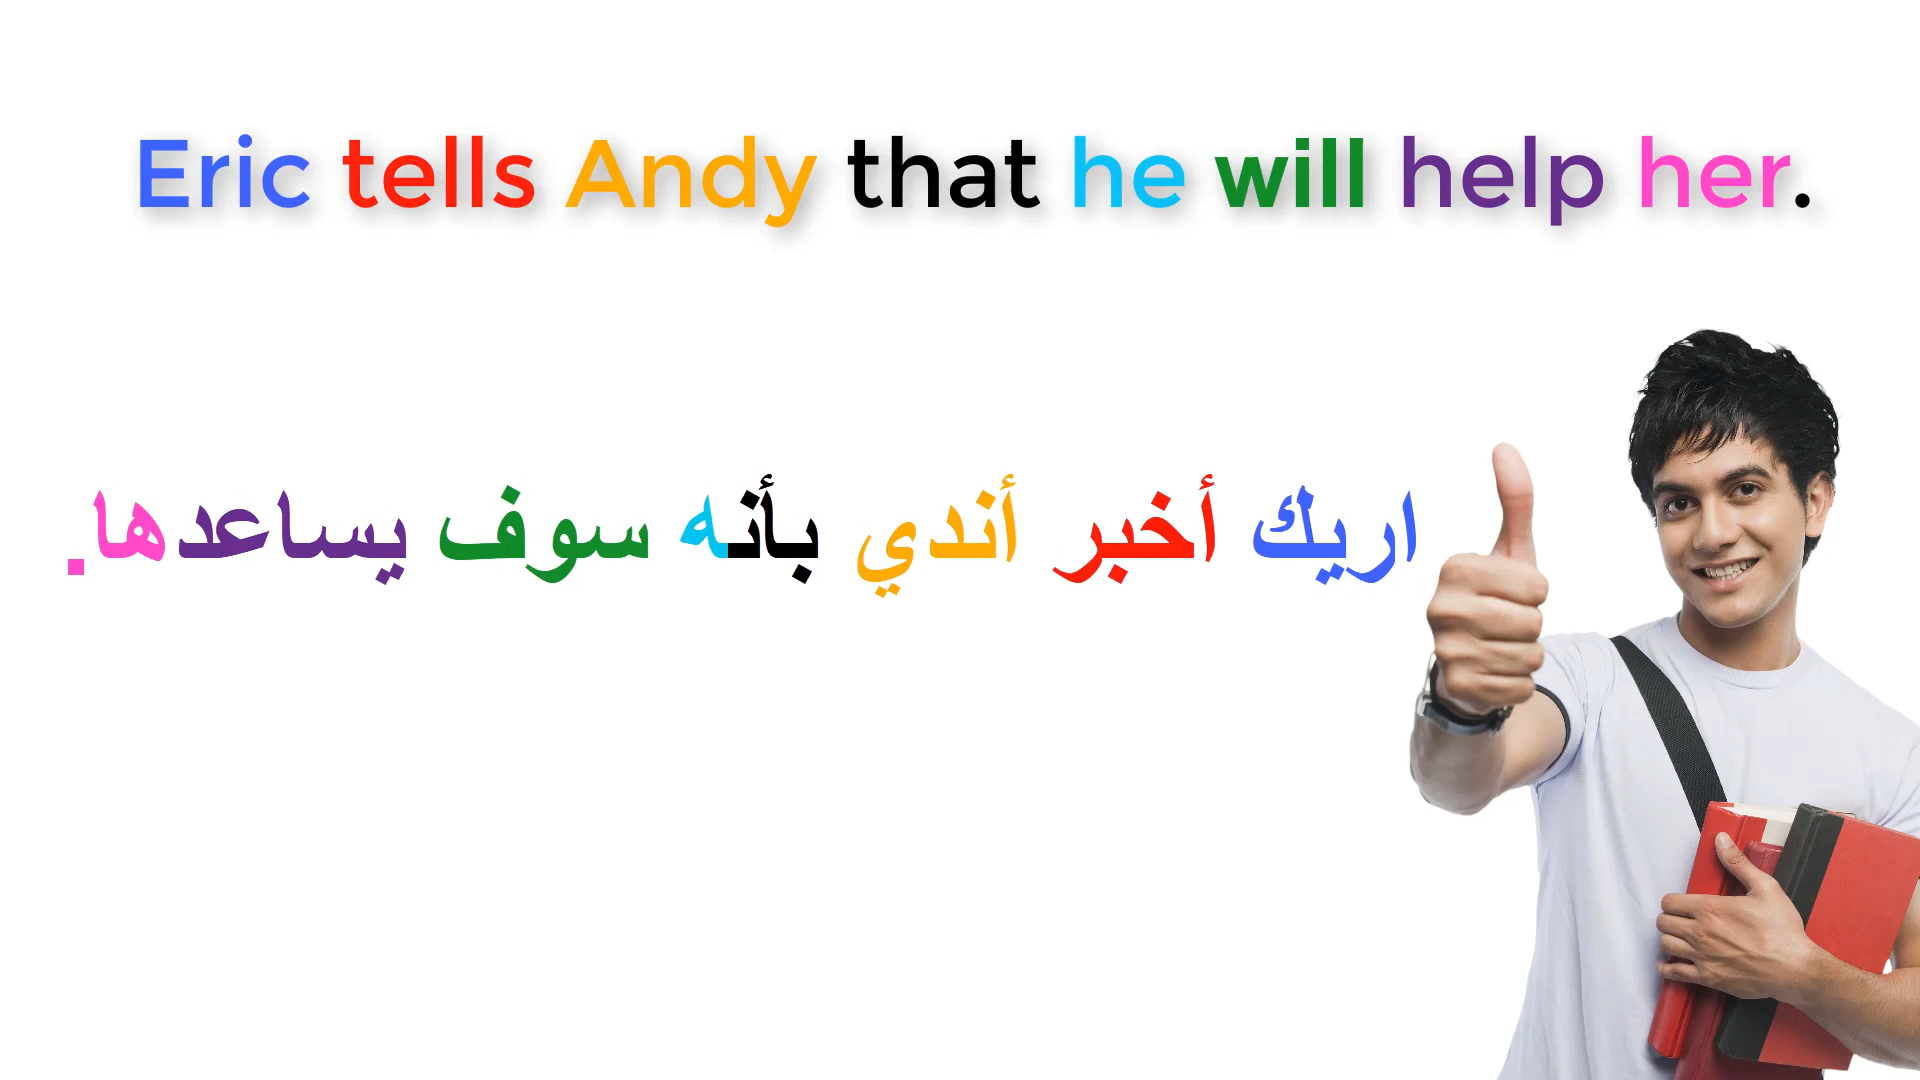 Eric tells Andy that he will help her.
اريك أخبر أندي بأنه سوف يساعدها.